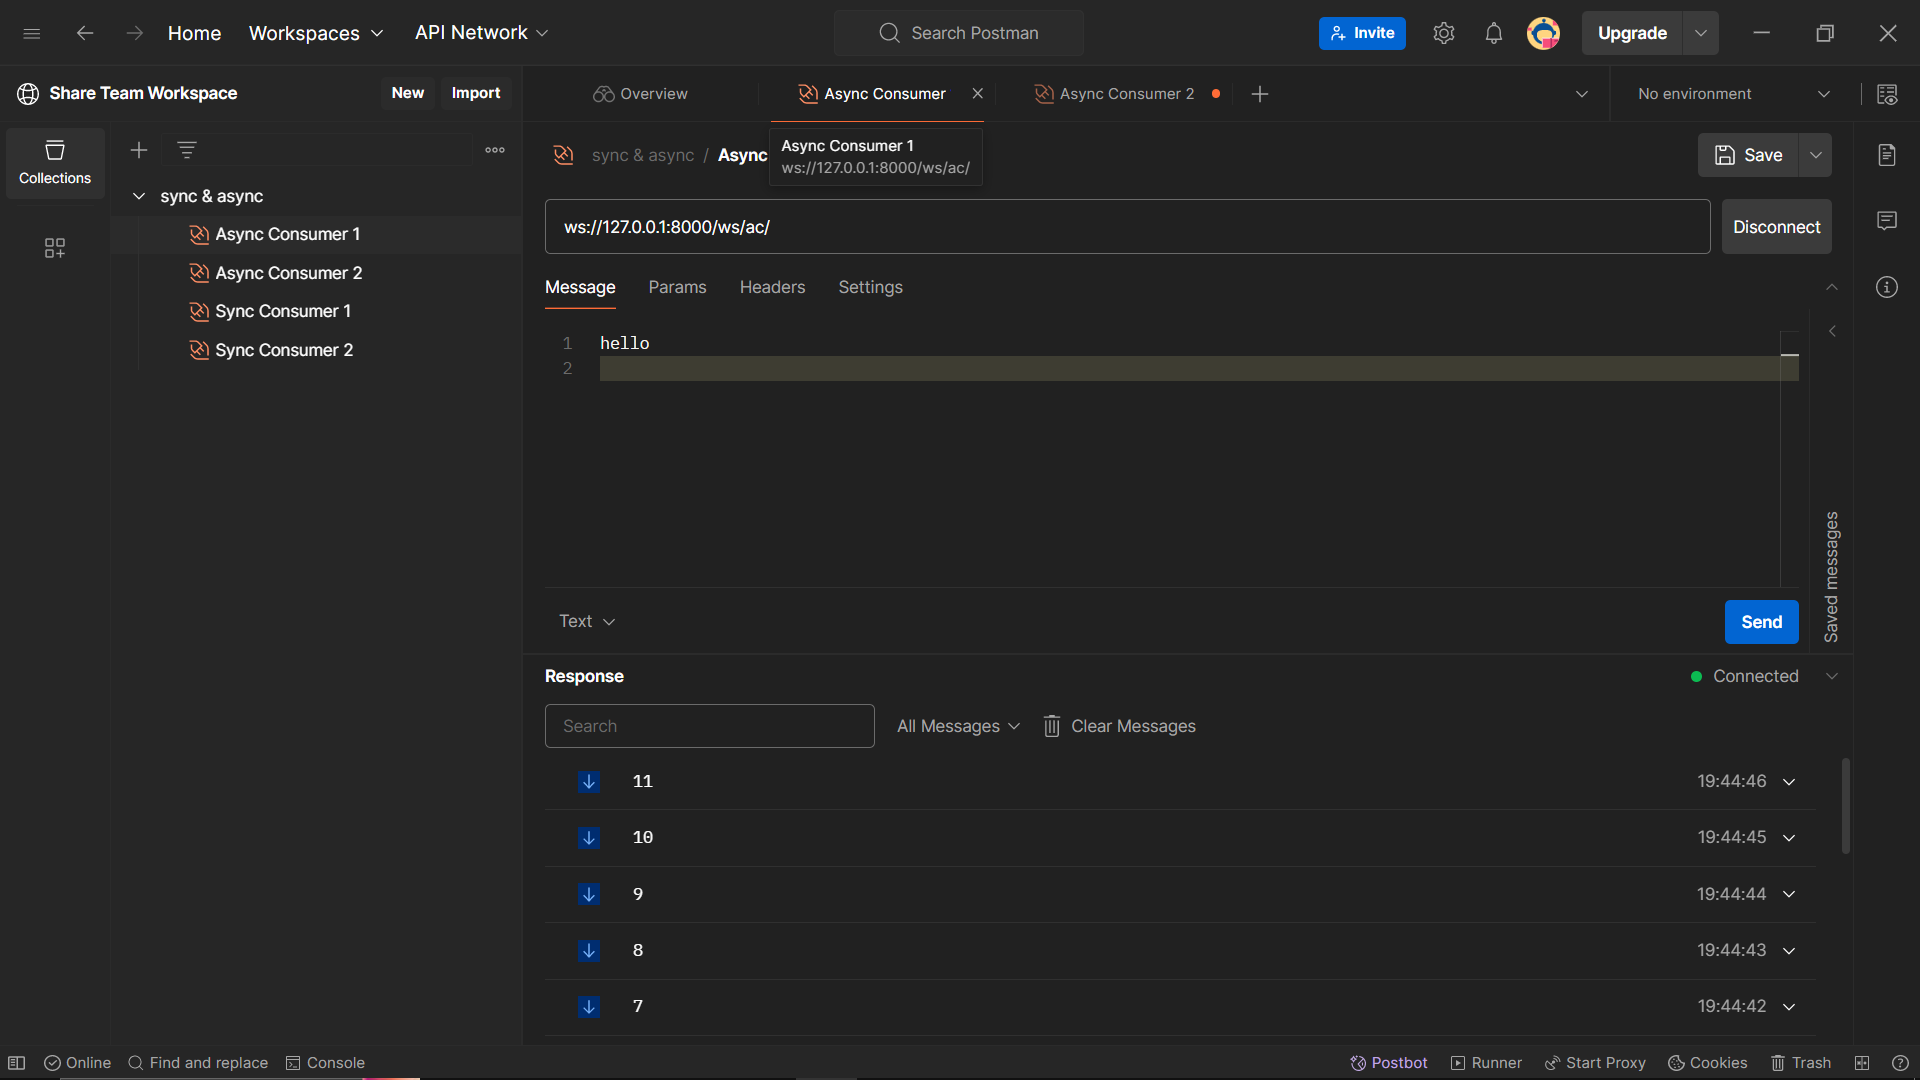 Home Workspaces API Network Search Postman Invite Upgrade
Share Team Workspace New Import Overview Async Consumer Async Consumer 2 No environment
Collections
sync & async
Async Consumer 1
Async Consumer 2
Sync Consumer 1
Sync Consumer 2
sync & async / Async Save
Async Consumer 1
ws://127.0.0.1:8000/ws/ac/
ws://127.0.0.1:8000/ws/ac/ Disconnect
Message Params Headers Settings
1 hello
2
Saved messages
Text Send
Response Connected
Search All Messages Clear Messages
11 19:44:46
10 19:44:45
9 19:44:44
8 19:44:43
7 19:44:42
Online Find and replace Console Postbot Runner Start Proxy Cookies Trash